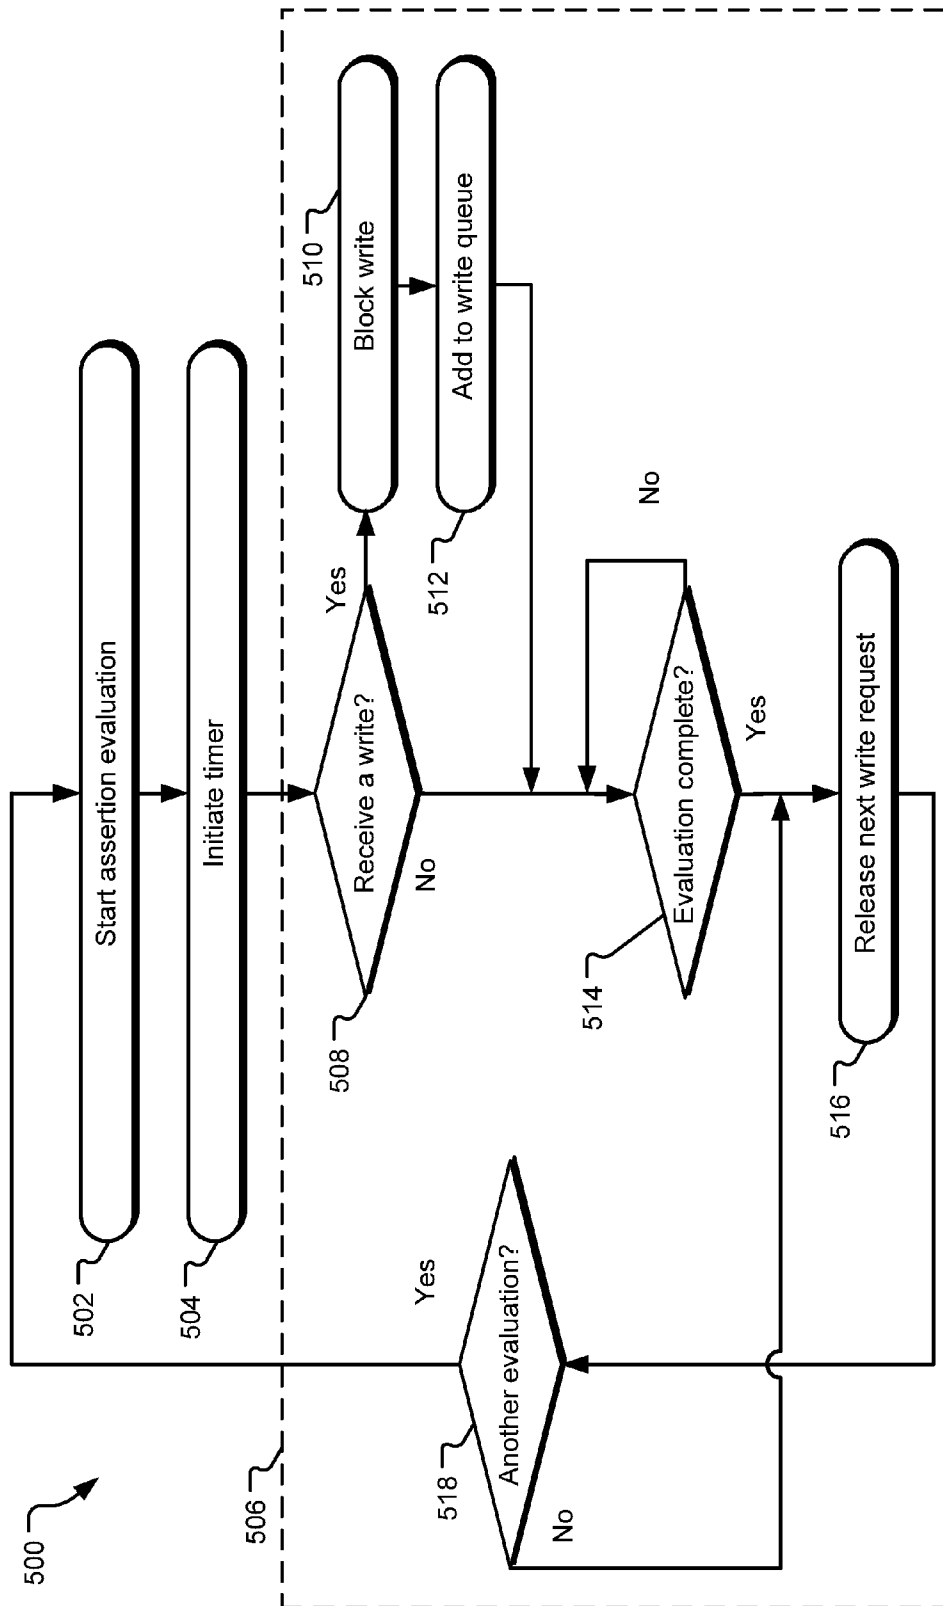 500
502
Start assertion evaluation
504
Initiate timer
506
508
Receive a write?
Yes
No
510
Block write
512
Add to write queue
514
Evaluation complete?
No
Yes
516
Release next write request
518
Another evaluation?
Yes
No